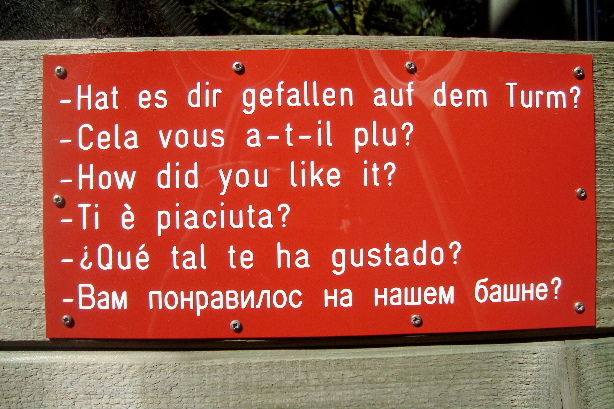 -Hat es dir gefallen auf dem Turm?
-Cela vous a-t-il plu?
-How did you like it?
-Ti è piaciuta?
-¿Qué tal te ha gustado?
-Вам понравилос на нашем башне?